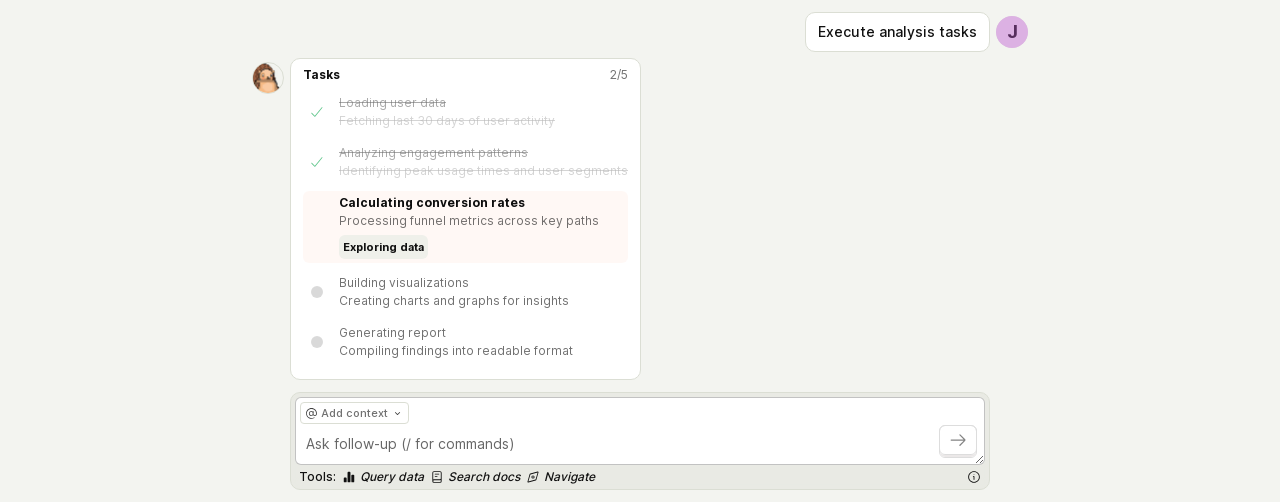 Execute analysis tasks
J
Tasks
2/5
Loading user data
Fetching last 30 days of user activity
Analyzing engagement patterns
Identifying peak usage times and user segments
Calculating conversion rates
Processing funnel metrics across key paths
Exploring data
Building visualizations
Creating charts and graphs for insights
Generating report
Compiling findings into readable format
@ Add context
Ask follow-up (/ for commands)
Tools: Query data Search docs Navigate